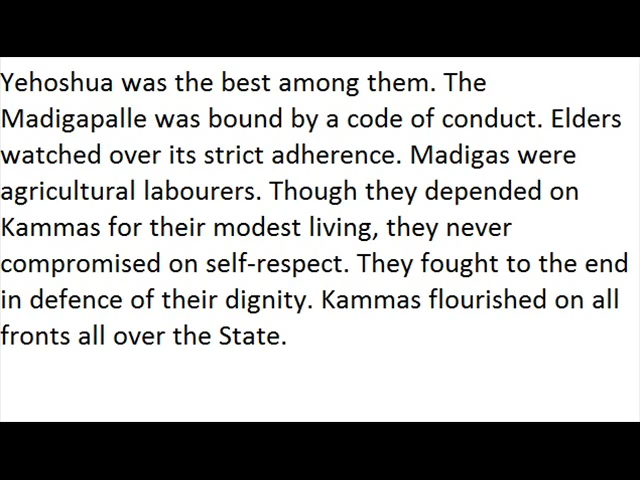 Yehoshua was the best among them. The
Madigapalle was bound by a code of conduct. Elders
watched over its strict adherence. Madigas were
agricultural labourers. Though they depended on
Kammas for their modest living, they never
compromised on self-respect. They fought to the end
in defence of their dignity. Kammas flourished on all
fronts all over the State.